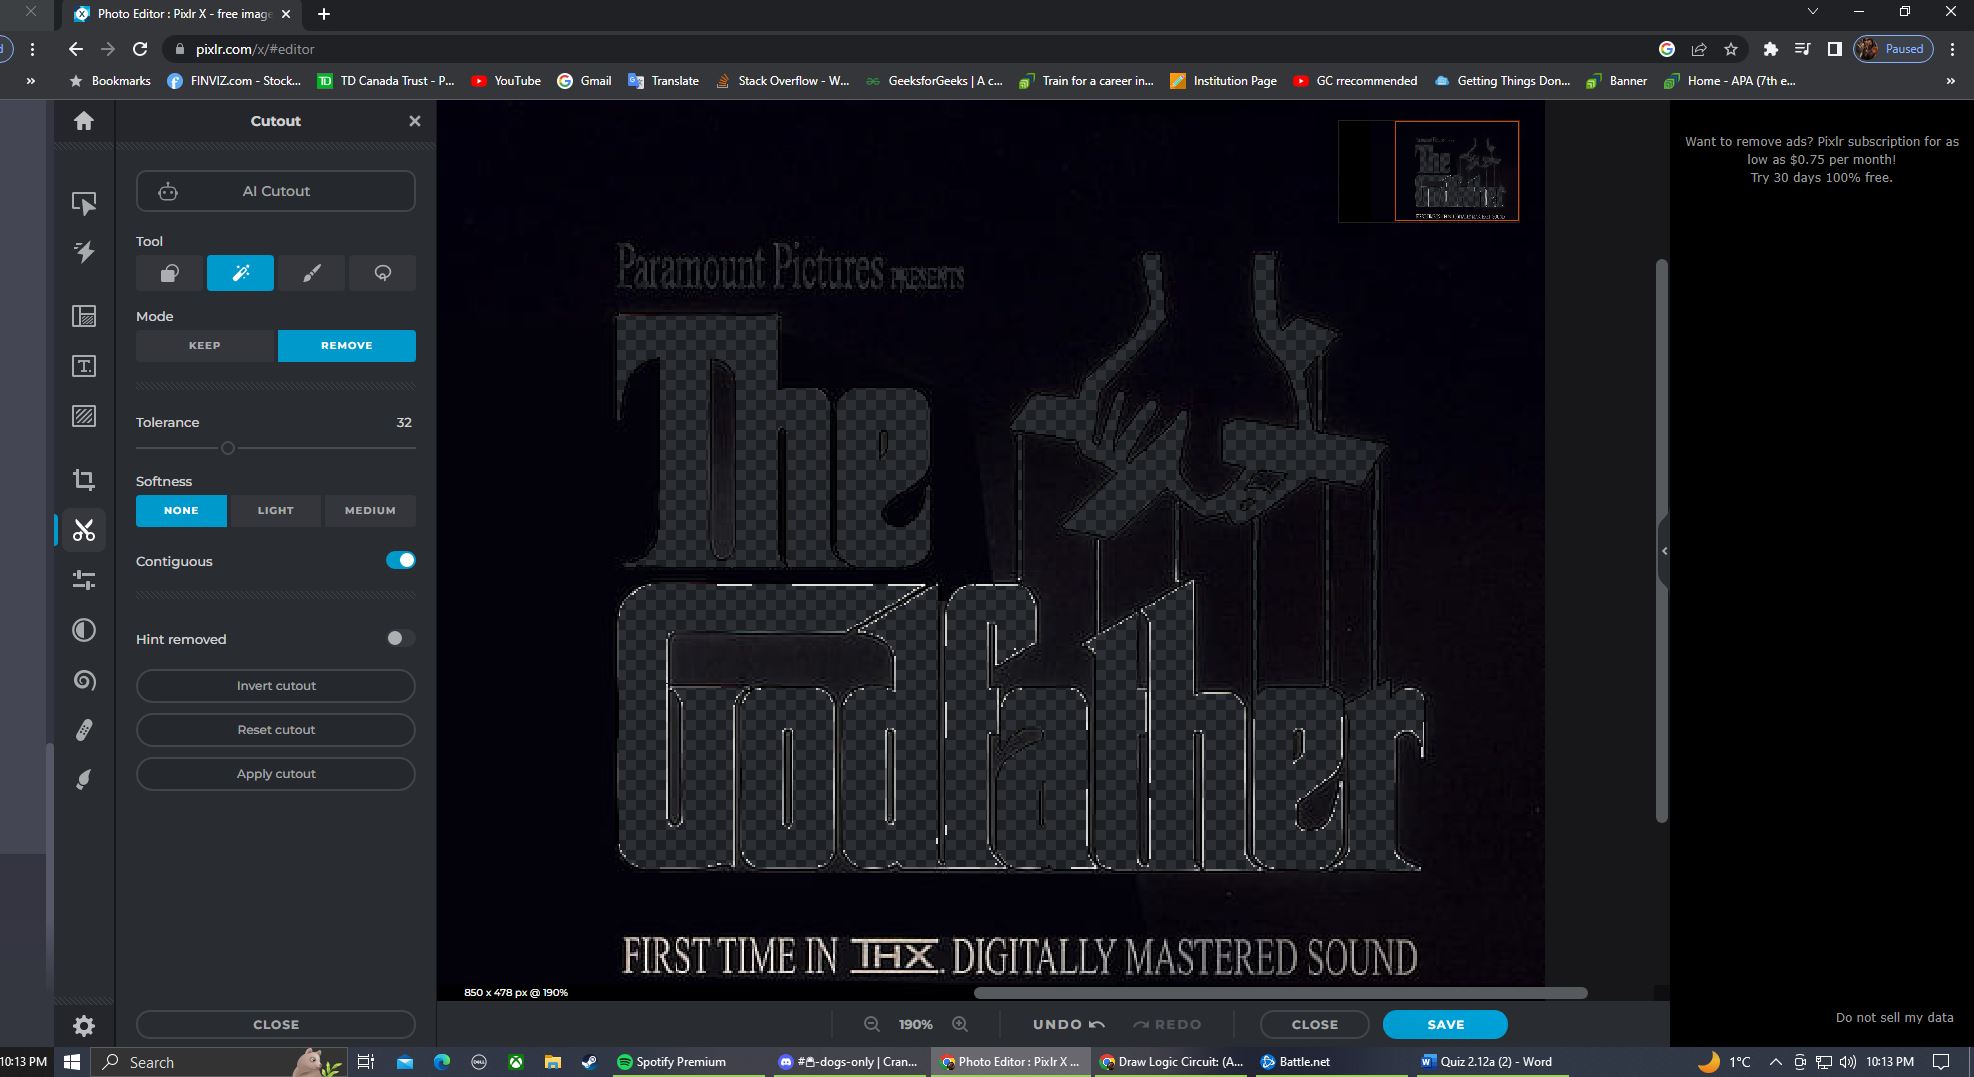 Photo Editor : Pixlr X - free image
pixlr.com/x/#editor
Paused
Bookmarks
FINVIZ.com - Stock...
TD Canada Trust - P...
YouTube
Gmail
Translate
Stack Overflow - W...
GeeksforGeeks | A c...
Train for a career in...
Institution Page
GC rrecommended
Getting Things Don...
Banner
Home - APA (7th e...
Cutout
AI Cutout
Tool
Mode
KEEP
REMOVE
Tolerance 32
Softness
NONE
LIGHT
MEDIUM
Contiguous
Hint removed
Invert cutout
Reset cutout
Apply cutout
CLOSE
Paramount Pictures PRESENTS
The
Godfather
FIRST TIME IN THX DIGITALLY MASTERED SOUND
850 x 478 px @ 190%
190%
UNDO
REDO
CLOSE
SAVE
Want to remove ads? Pixlr subscription for as
low as $0.75 per month!
Try 30 days 100% free.
Do not sell my data
10:13 PM
Search
Spotify Premium
Photo Editor : Pixlr X ...
Draw Logic Circuit: (A...
Battle.net
Quiz 2.12a (2) - Word
1°C
10:13 PM